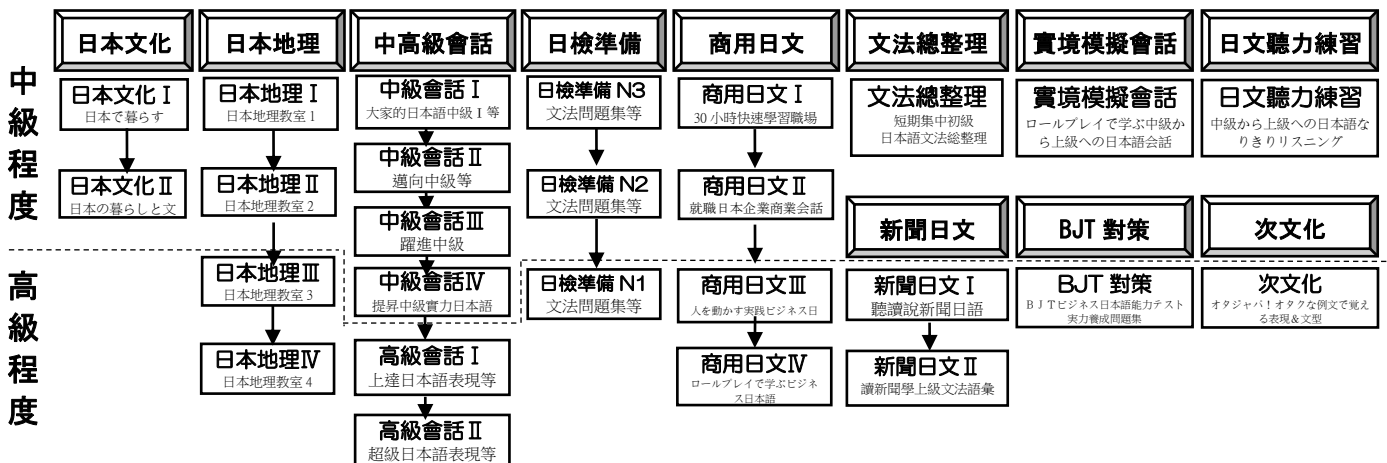 日本文化
日本地理
中高級會話
日檢準備
商用日文
文法總整理
實境模擬會話
日文聽力練習
中級程度
日本文化 I
日本で暮らす
日本文化 II
日本の暮らしと文
日本地理 I
日本地理教室 1
日本地理 II
日本地理教室 2
中級會話 I
大家的日本語中級 I 等
中級會話 II
邁向中級等
中級會話III
躍進中級
中級會話IV
提昇中級實力日本語
日檢準備 N3
文法問題集等
日檢準備 N2
文法問題集等
商用日文 I
30 小時快速學習職場
商用日文 II
就職日本企業商業会話
文法總整理
短期集中初級
日本語文法総整理
實境模擬會話
ロールプレイで学ぶ中級か
ら上級への日本語会話
日文聽力練習
中級から上級への日本語な
りきりリスニング
新聞日文
BJT 對策
次文化
高級程度
日本地理III
日本地理教室 3
日本地理IV
日本地理教室 4
高級會話 I
上達日本語表現等
高級會話 II
超級日本語表現等
日檢準備 N1
文法問題集等
商用日文III
人を動かす実践ビジネス日
商用日文IV
ロールプレイで学ぶビジネ
ス日本語
新聞日文 I
聽讀說新聞日語
新聞日文 II
讀新聞學上級文法語彙
BJT 對策
BJTビジネス日本語能力テスト
実力養成問題集
次文化
オタジャパ！オタクな例文で覚え
る表現＆文型